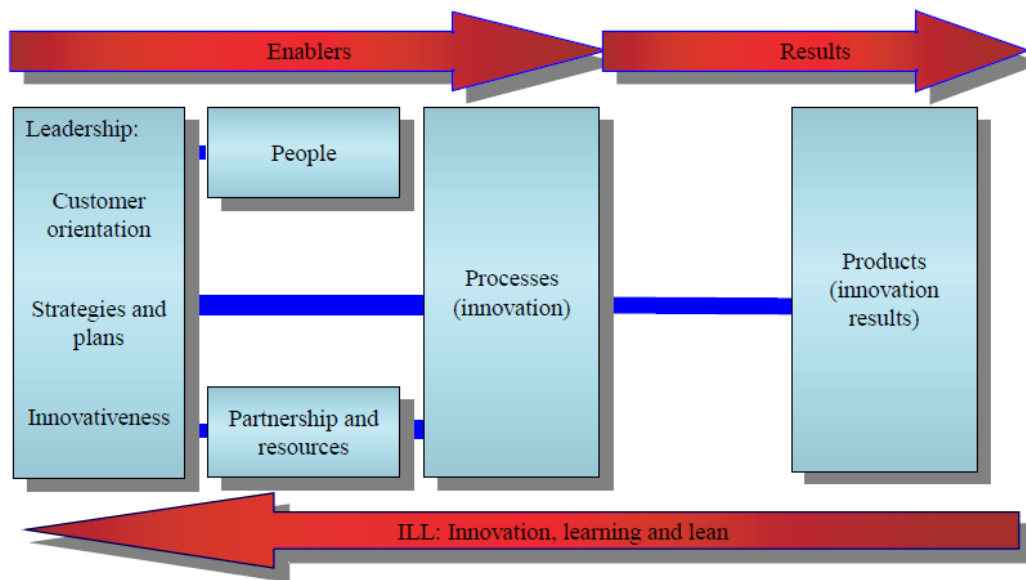 Enablers
Results
Leadership:
Customer
orientation
Strategies and
plans
Innovativeness
People
Partnership and
resources
Processes
(innovation)
Products
(innovation
results)
ILL: Innovation, learning and lean